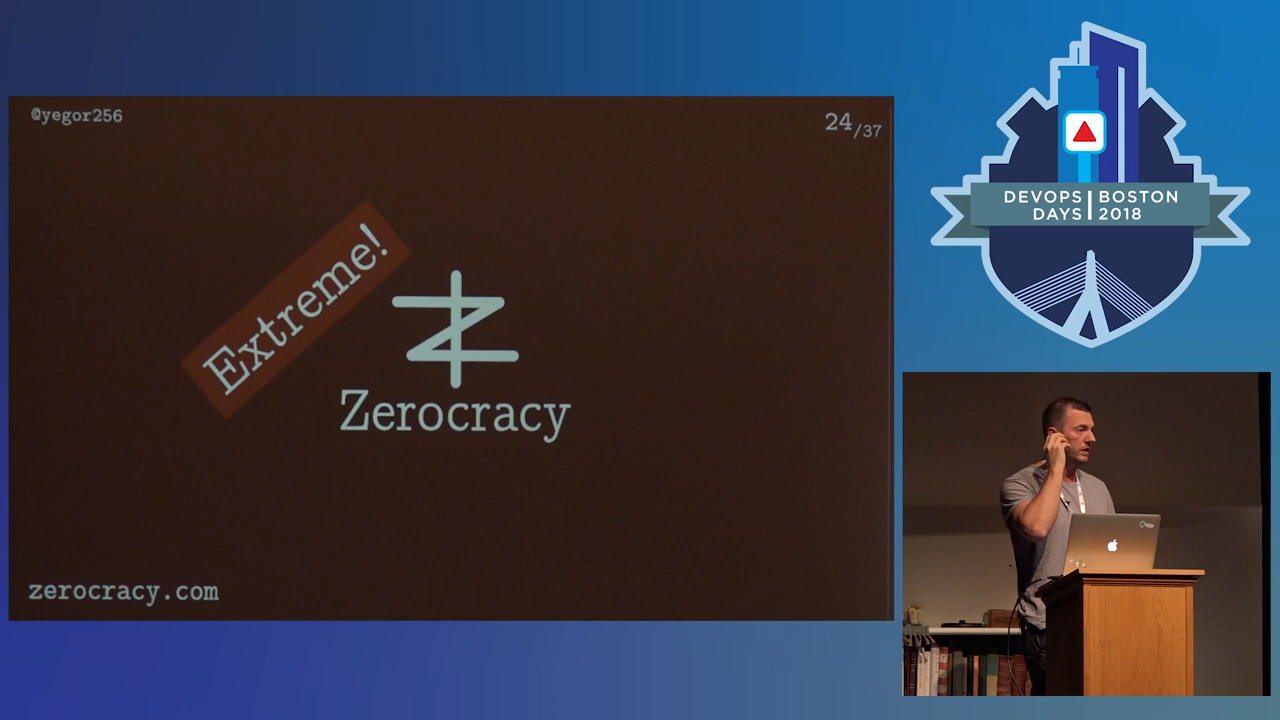 @yegor256
24/37
Extreme!
Zerocracy
zerocracy.com
DEVOPS BOSTON
DAYS 2018